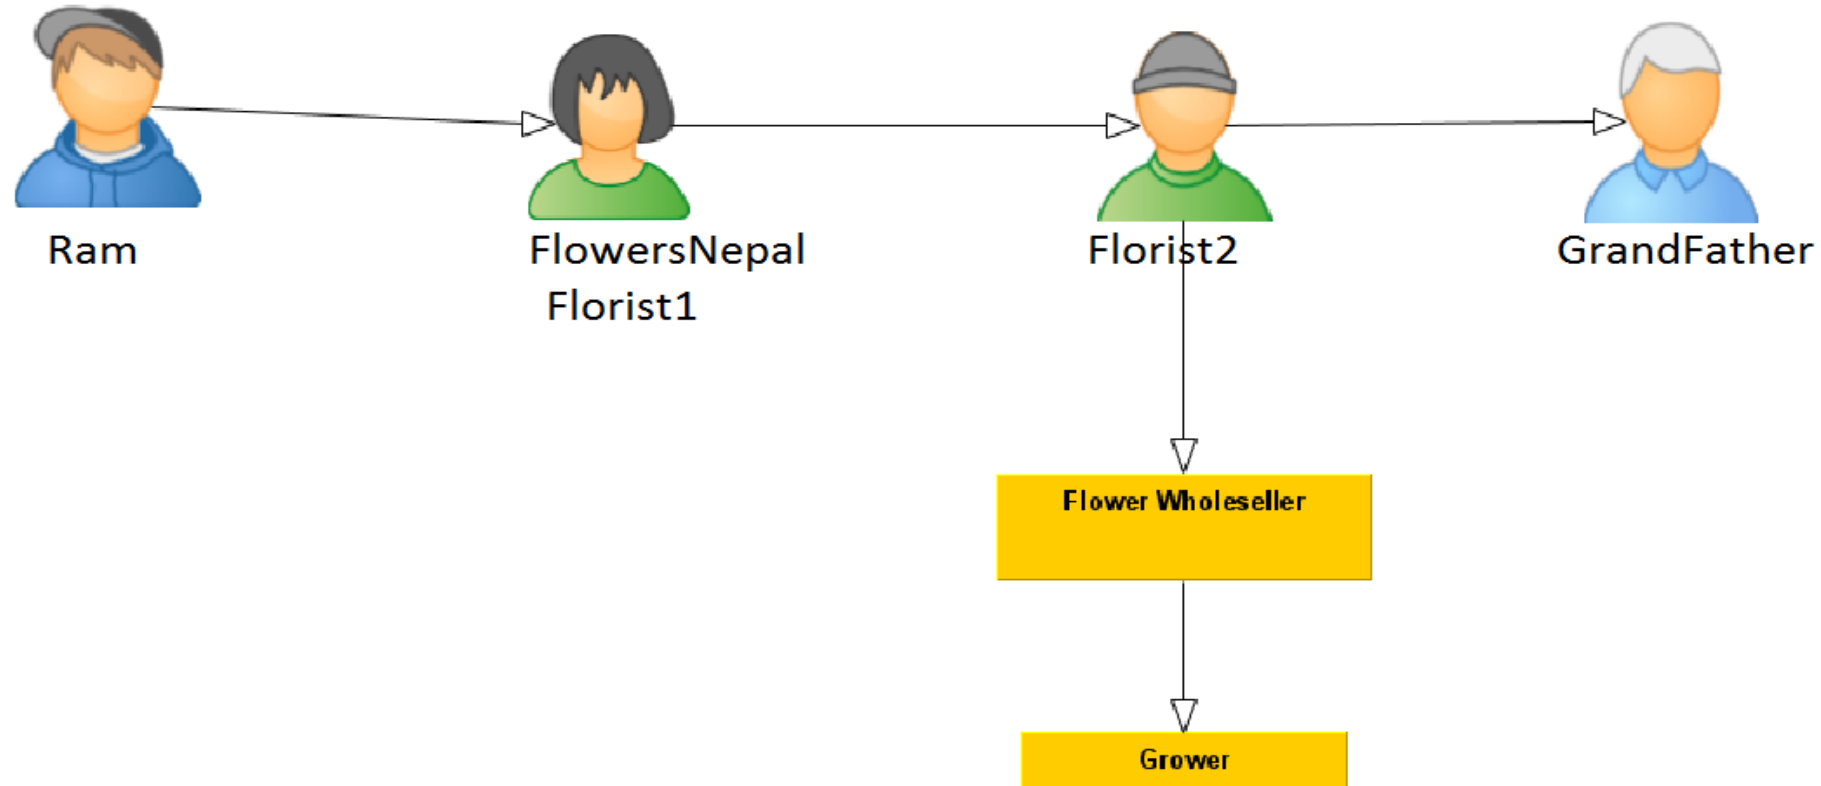 Ram
FlowersNepal
Florist1
Florist2
GrandFather
Flower Wholeseller
Grower